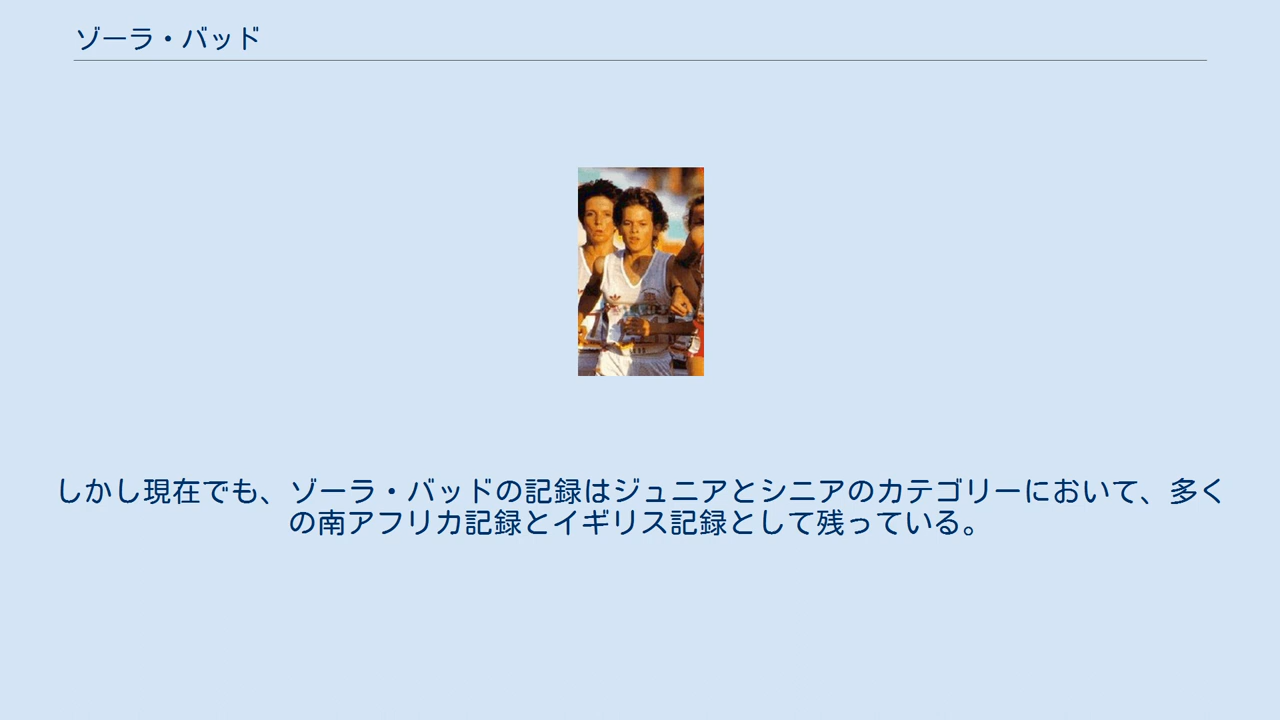 ゾーラ・バッド
しかし現在でも、ゾーラ・バッドの記録はジュニアとシニアのカテゴリーにおいて、多く
の南アフリカ記録とイギリス記録として残っている。